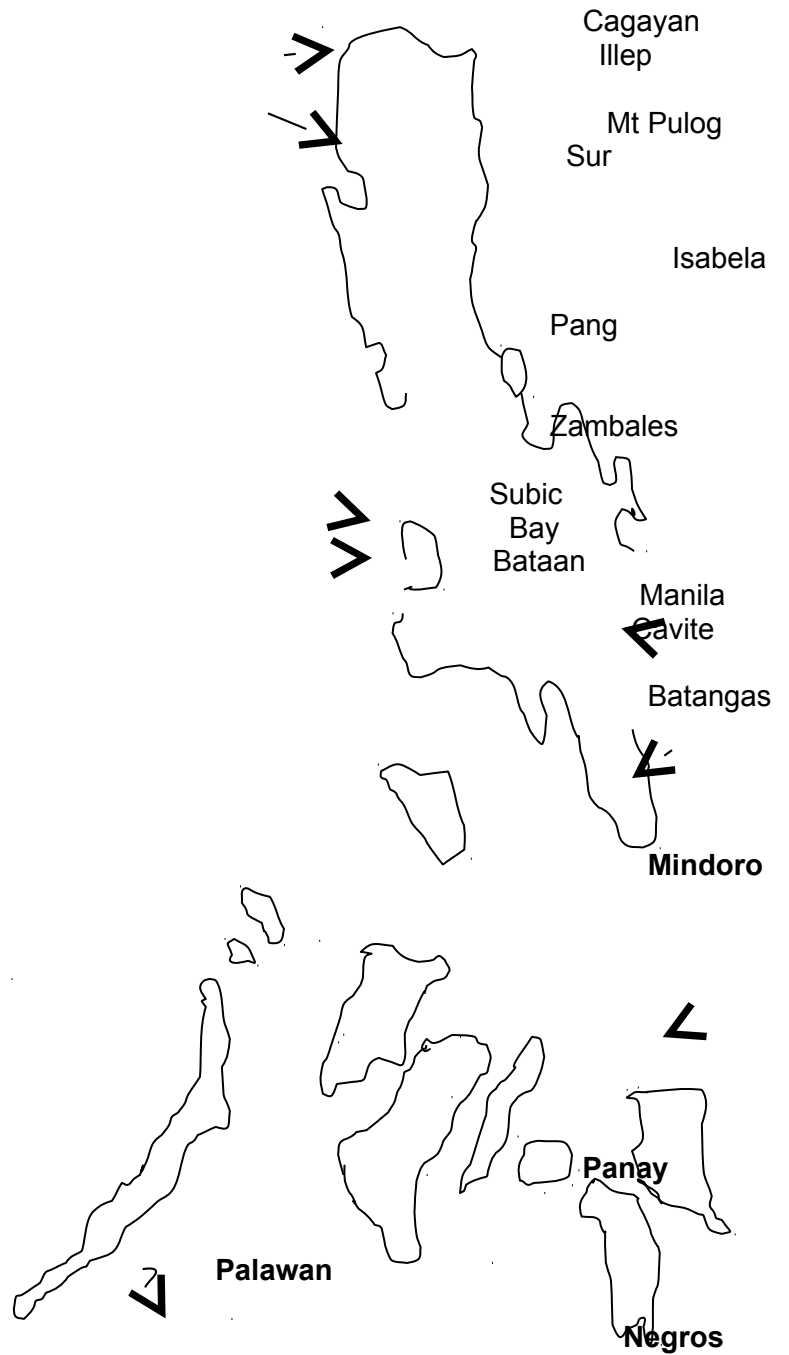 Cagayan
Illep
Mt Pulog
Sur
Isabela
Pang
Zambales
Subic
Bay
Bataan
Manila
Cavite
Batangas
Mindoro
Panay
Palawan
Negros